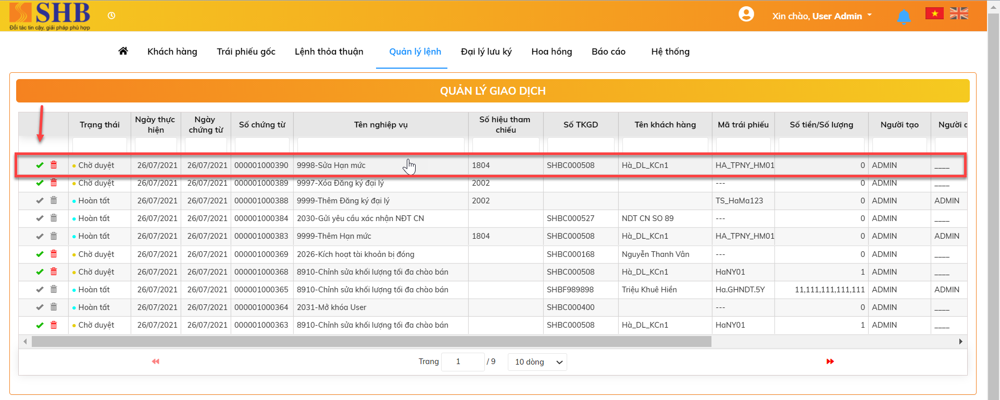 SHB
Đối tác tin cậy, giải pháp phù hợp
Xin chào, User Admin
Khách hàng Trái phiếu gốc Lệnh thỏa thuận Quản lý lệnh Đại lý lưu ký Hoa hồng Báo cáo Hệ thống
QUẢN LÝ GIAO DỊCH
Trạng thái Ngày thực hiện Ngày chứng từ Số chứng từ Tên nghiệp vụ Số hiệu tham chiếu Số TKGD Tên khách hàng Mã trái phiếu Số tiền/Số lượng Người tạo Người
Chờ duyệt 26/07/2021 26/07/2021 000001000390 9998-Sửa Hạn mức 1804 SHBC000508 Hà_DL_KCn1 HA_TPNY_HM01 0 ADMIN ____
Chờ duyệt 26/07/2021 26/07/2021 000001000389 9997-Xóa Đăng ký đại lý 2002 --- 0 ADMIN ____
Hoàn tất 26/07/2021 26/07/2021 000001000388 9999-Thêm Đăng ký đại lý 2002 TS_HaMa123 0 ADMIN ADMIN
Hoàn tất 26/07/2021 26/07/2021 000001000384 2030-Gửi yêu cầu xác nhận NĐT CN SHBC000527 NDT CN SO 89 --- 0 ADMIN ____
Hoàn tất 26/07/2021 26/07/2021 000001000383 9999-Thêm Hạn mức 1804 SHBC000508 Hà_DL_KCn1 HA_TPNY_HM01 0 ADMIN ADMIN
Chờ duyệt 26/07/2021 26/07/2021 000001000369 2026-Kích hoạt tài khoản bị đóng SHBC000168 Nguyễn Thanh Vân --- 0 ADMIN ____
Chờ duyệt 26/07/2021 26/07/2021 000001000368 8910-Chỉnh sửa khối lượng tối đa chào bán SHBC000508 Hà_DL_KCn1 HaNY01 1 ADMIN ____
Hoàn tất 26/07/2021 26/07/2021 000001000365 8910-Chỉnh sửa khối lượng tối đa chào bán SHBF989898 Triệu Khuê Hiền Ha.GHNDT.5Y 11,111,111,111,111 ADMIN ADMIN
Hoàn tất 26/07/2021 26/07/2021 000001000364 2031-Mở khóa User SHBC000400 --- 0 ADMIN ____
Chờ duyệt 26/07/2021 26/07/2021 000001000363 8910-Chỉnh sửa khối lượng tối đa chào bán SHBC000508 Hà_DL_KCn1 HaNY01 1 ADMIN ____
Trang 1 / 9 10 dòng